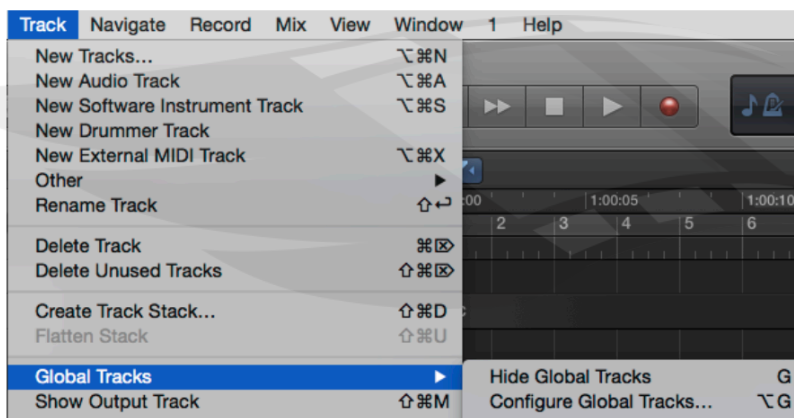 Track Navigate Record Mix View Window 1 Help
New Tracks... ⌥⌘N
New Audio Track ⌥⌘A
New Software Instrument Track ⌥⌘S
New Drummer Track
New External MIDI Track ⌥⌘X
Other ▶
Rename Track ⇧↩
:00 1:00:05 1:00:10
2 3 4 5 6
Delete Track ⌘⌦
Delete Unused Tracks ⇧⌘⌦
Create Track Stack... ⇧⌘D
Flatten Stack ⇧⌘U
Global Tracks ▶ Hide Global Tracks G
Show Output Track ⇧⌘M Configure Global Tracks... ⌥G